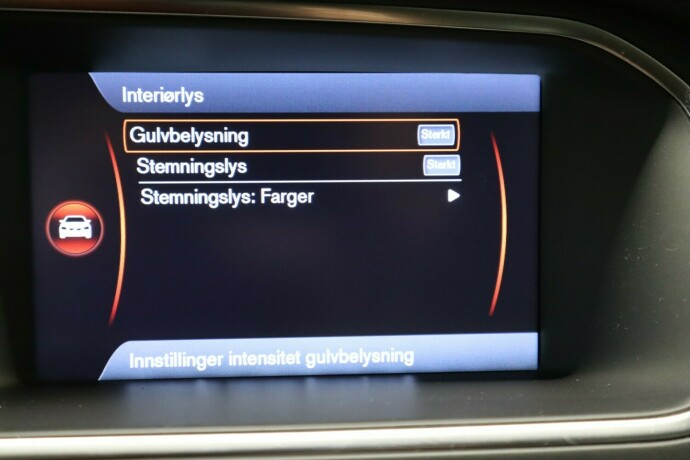 Interiørlys
Gulvbelysning Sterkt
Stemningslys Sterkt
Stemningslys: Farger
Innstillinger intensitet gulvbelysning